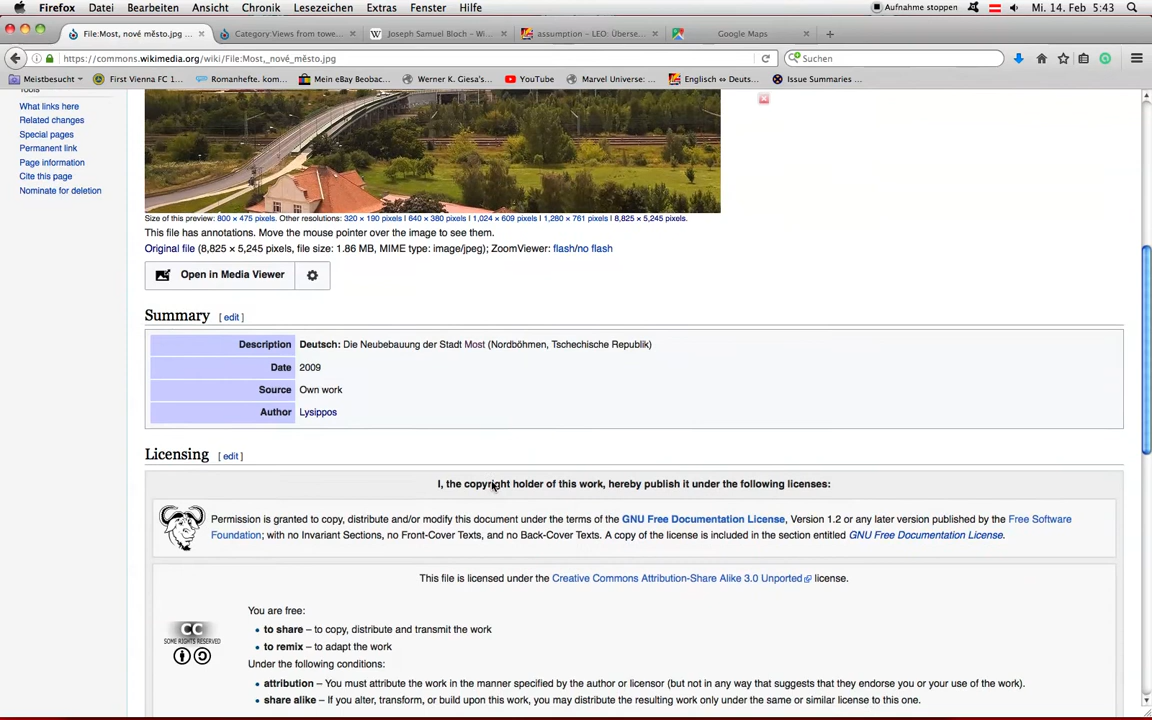 Firefox Datei Bearbeiten Ansicht Chronik Lesezeichen Extras Fenster Hilfe Aufnahme stoppen Mi. 14. Feb 5:43
File:Most, nové město.jpg ... Category Views from towe... Joseph Samuel Bloch – Wi... assumption – LEO: Überse... Google Maps
https://commons.wikimedia.org/wiki/File:Most,_nové_město.jpg Suchen
Meistbesucht First Vienna FC 1... Romanhefte. kom... Mein eBay Beobac... Werner K. Giesa's... YouTube Marvel Universe: ... Englisch ⇔ Deuts... Issue Summaries ...
Tools
What links here
Related changes
Special pages
Permanent link
Page information
Cite this page
Nominate for deletion
Size of this preview: 800 × 475 pixels. Other resolutions: 320 × 190 pixels | 640 × 380 pixels | 1,024 × 609 pixels | 1,280 × 761 pixels | 8,825 × 5,245 pixels.
This file has annotations. Move the mouse pointer over the image to see them.
Original file (8,825 × 5,245 pixels, file size: 1.86 MB, MIME type: image/jpeg); ZoomViewer: flash/no flash
Open in Media Viewer
Summary [ edit ]
Description Deutsch: Die Neubebauung der Stadt Most (Nordböhmen, Tschechische Republik)
Date 2009
Source Own work
Author Lysippos
Licensing [ edit ]
I, the copyright holder of this work, hereby publish it under the following licenses:
Permission is granted to copy, distribute and/or modify this document under the terms of the GNU Free Documentation License, Version 1.2 or any later version published by the Free Software
Foundation; with no Invariant Sections, no Front-Cover Texts, and no Back-Cover Texts. A copy of the license is included in the section entitled GNU Free Documentation License.
This file is licensed under the Creative Commons Attribution-Share Alike 3.0 Unported license.
CC
SOME RIGHTS RESERVED
You are free:
• to share – to copy, distribute and transmit the work
• to remix – to adapt the work
Under the following conditions:
• attribution – You must attribute the work in the manner specified by the author or licensor (but not in any way that suggests that they endorse you or your use of the work).
• share alike – If you alter, transform, or build upon this work, you may distribute the resulting work only under the same or similar license to this one.